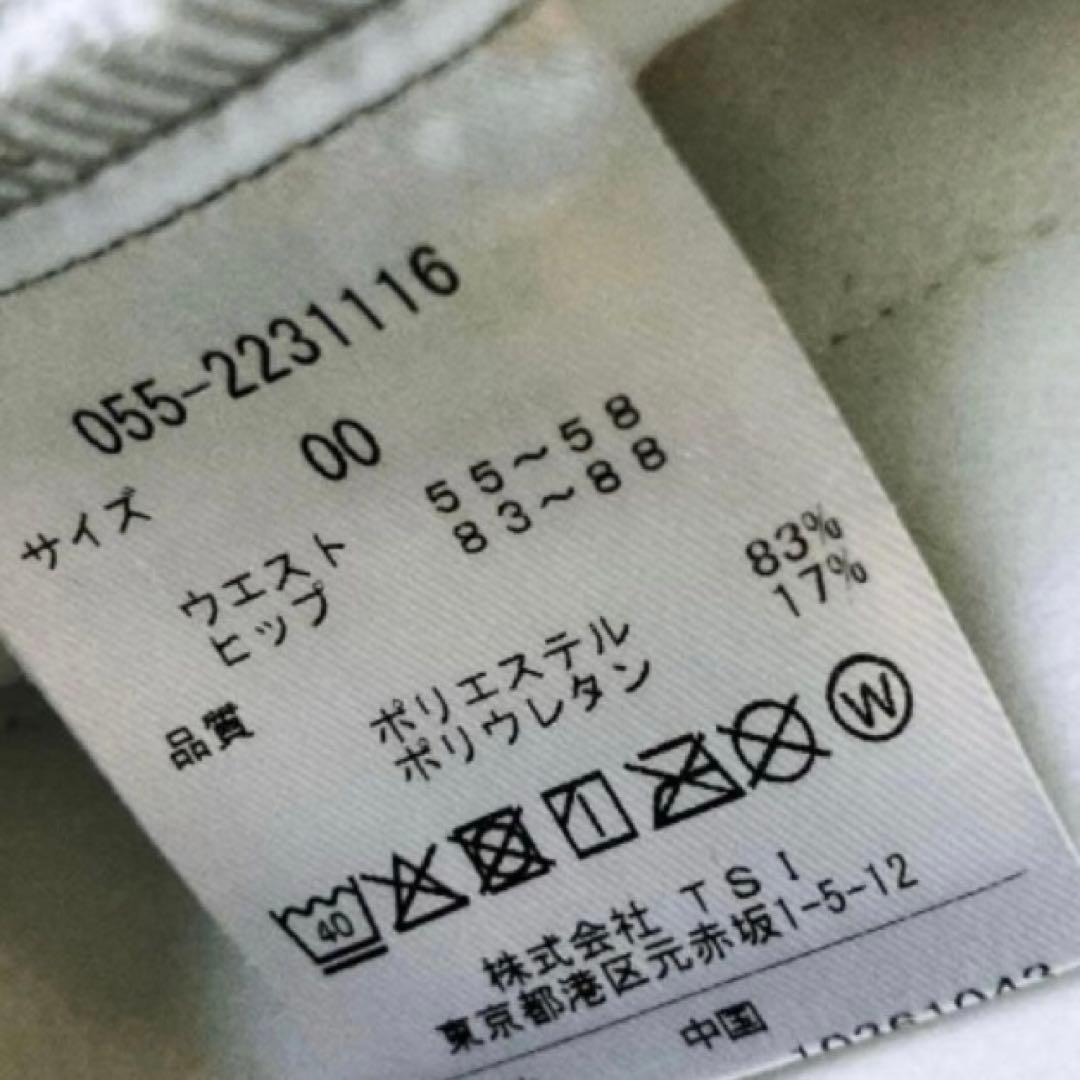 055-2231116
サイズ 00
ウエスト 55～58
ヒップ 83～88
品質 ポリエステル 83%
ポリウレタン 17%
40 W
株式会社 TSI
東京都港区元赤坂1-5-12
中国